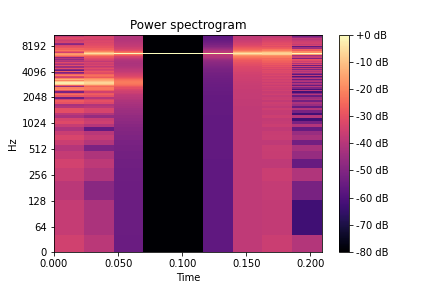 Power spectrogram
8192
4096
2048
1024
512
256
128
64
0
Hz
0.000 0.050 0.100 0.150 0.200
Time
+0 dB
-10 dB
-20 dB
-30 dB
-40 dB
-50 dB
-60 dB
-70 dB
-80 dB